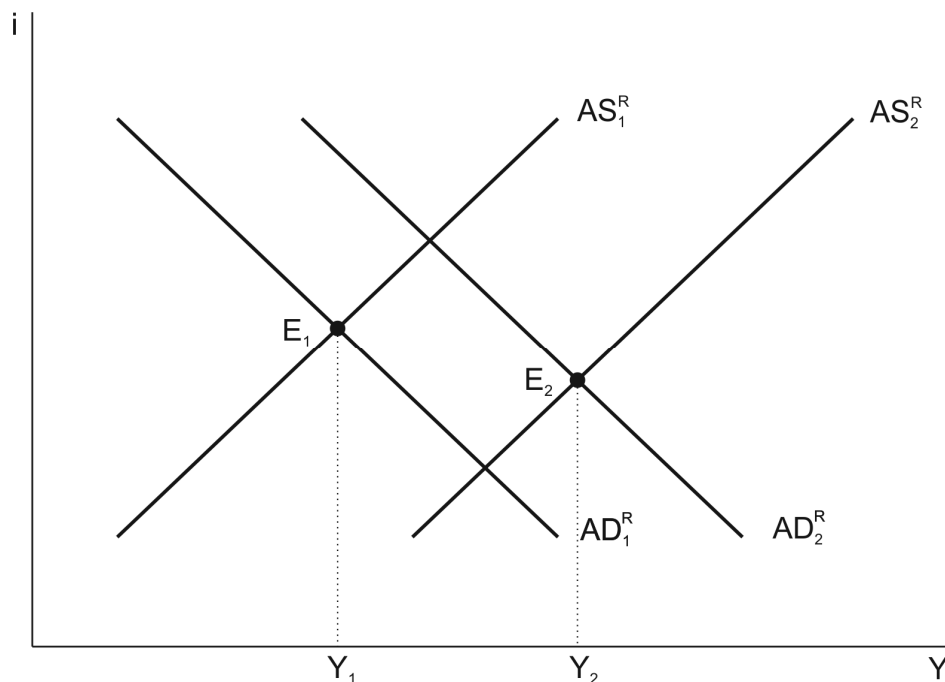 i
AS₁ᴿ
AS₂ᴿ
E₁
E₂
AD₁ᴿ
AD₂ᴿ
Y₁
Y₂
Y